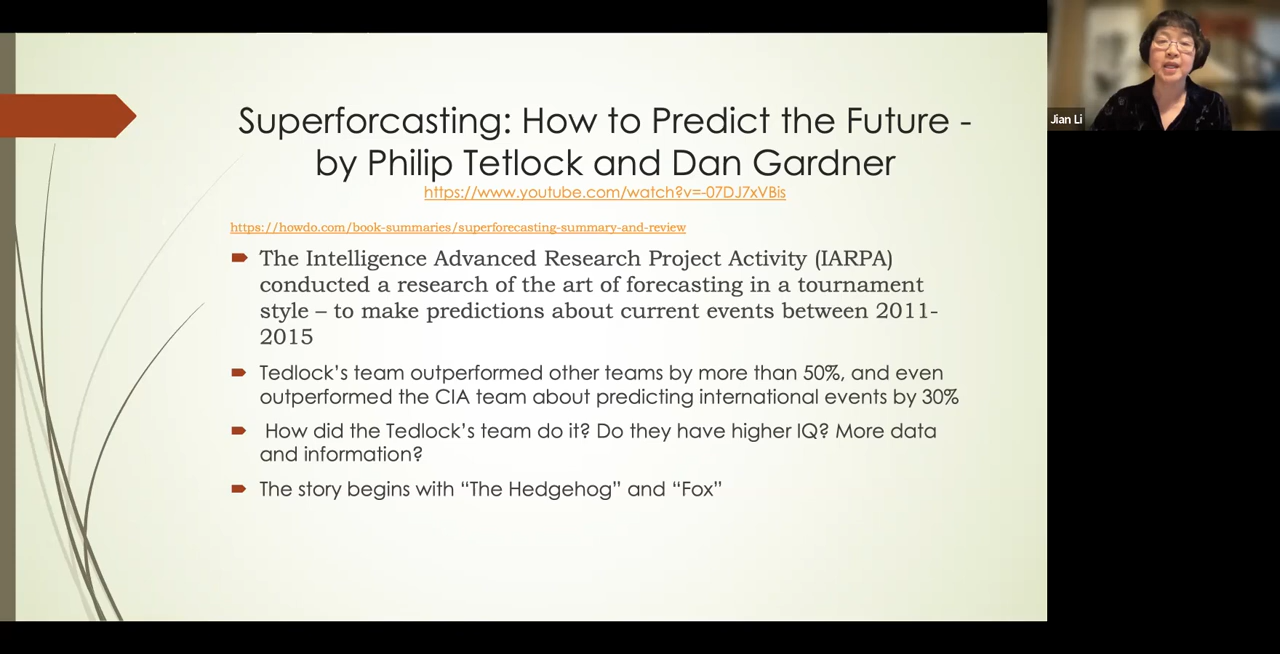 Superforcasting: How to Predict the Future -
by Philip Tetlock and Dan Gardner
https://www.youtube.com/watch?v=-07DJ7xVBis
https://howdo.com/book-summaries/superforecasting-summary-and-review
The Intelligence Advanced Research Project Activity (IARPA)
conducted a research of the art of forecasting in a tournament
style – to make predictions about current events between 2011-
2015
Tedlock's team outperformed other teams by more than 50%, and even
outperformed the CIA team about predicting international events by 30%
How did the Tedlock's team do it? Do they have higher IQ? More data
and information?
The story begins with “The Hedgehog” and “Fox”
Jian Li